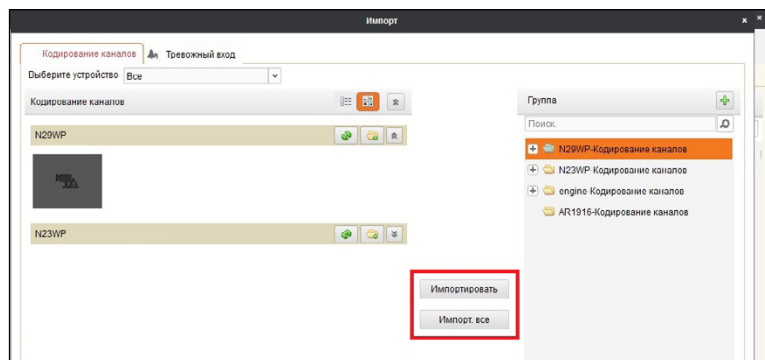 Импорт
Кодирование каналов
Тревожный вход
Выберите устройство Все
Кодирование каналов
N29WP
N23WP
Импортировать
Импорт. все
Группа
Поиск.
N29WP-Кодирование каналов
N23WP-Кодирование каналов
engine-Кодирование каналов
AR1916-Кодирование каналов